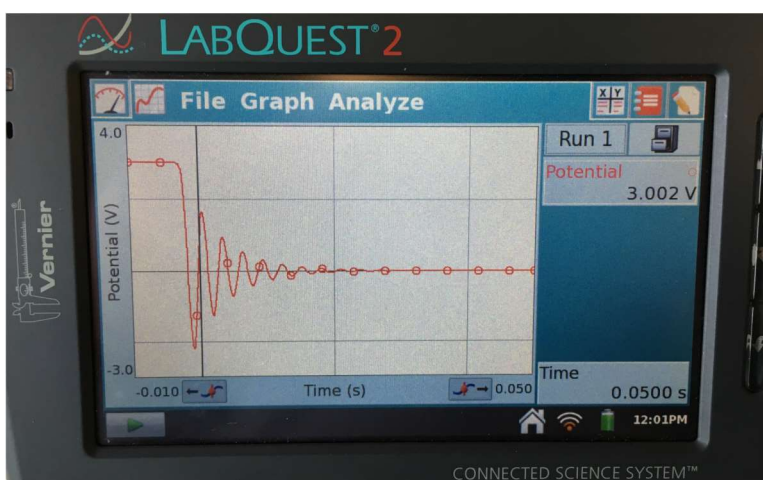 LABQUEST®2
File Graph Analyze
X Y
4.0
Run 1
Potential
3.002 V
Potential (V)
Vernier
-3.0
-0.010
Time (s)
0.050
Time
0.0500 s
12:01PM
CONNECTED SCIENCE SYSTEM™